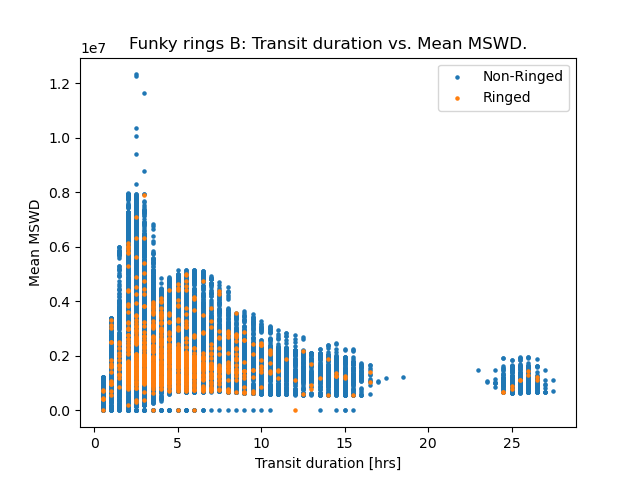 Funky rings B: Transit duration vs. Mean MSWD.
1e7
Non-Ringed
Ringed
1.2
1.0
0.8
0.6
0.4
0.2
0.0
Mean MSWD
0 5 10 15 20 25
Transit duration [hrs]